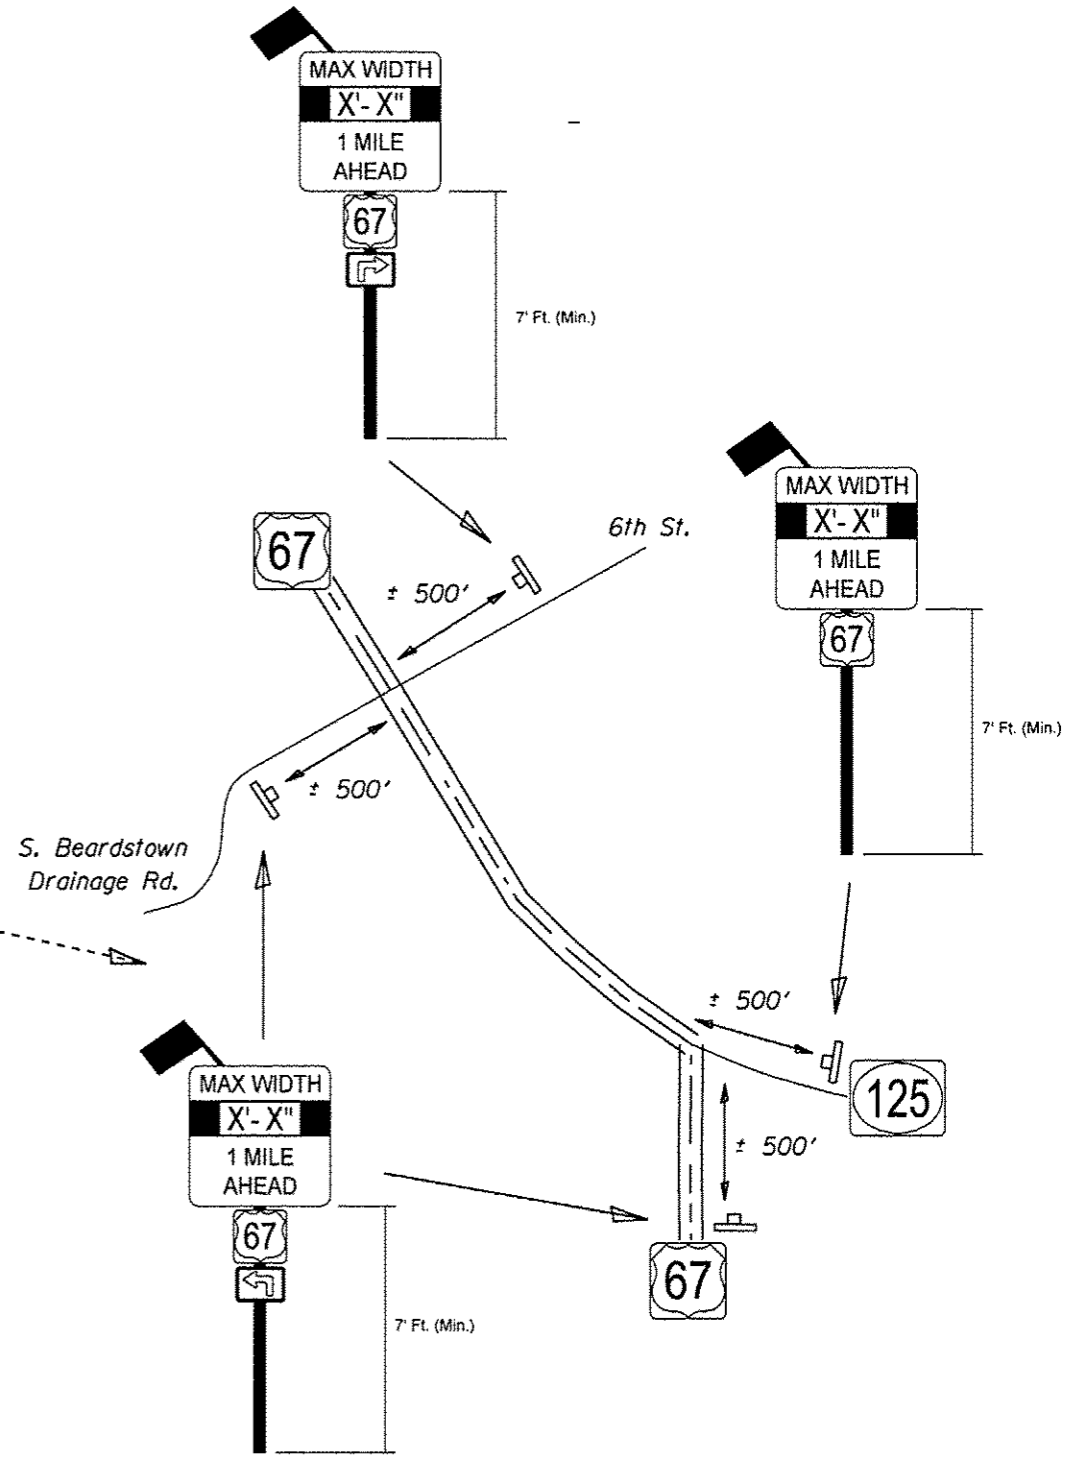 MAX WIDTH
X'- X"
1 MILE
AHEAD
67
7' Ft. (Min.)
MAX WIDTH
X'- X"
1 MILE
AHEAD
67
7' Ft. (Min.)
67
6th St.
± 500'
± 500'
S. Beardstown
Drainage Rd.
± 500'
125
± 500'
67
MAX WIDTH
X'- X"
1 MILE
AHEAD
67
7' Ft. (Min.)